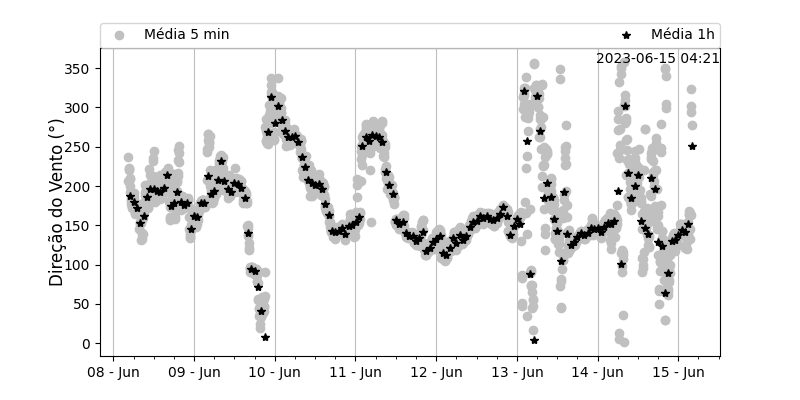 Média 5 min
Média 1h
2023-06-15 04:21
Direção do Vento (°)
350
300
250
200
150
100
50
0
08 - Jun
09 - Jun
10 - Jun
11 - Jun
12 - Jun
13 - Jun
14 - Jun
15 - Jun